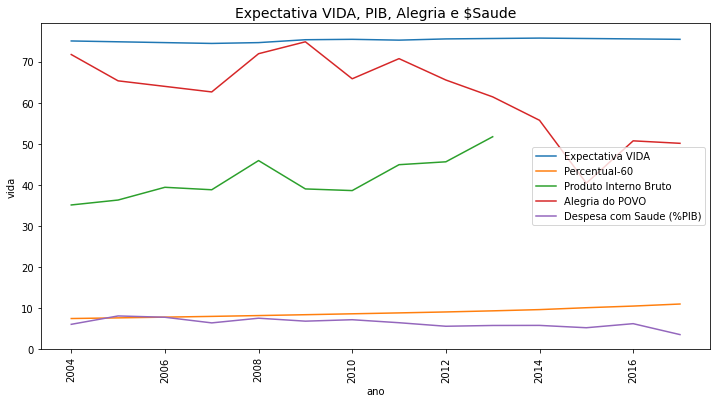 Expectativa VIDA, PIB, Alegria e $Saude
vida
70
60
50
40
30
20
10
0
Expectativa VIDA
Percentual-60
Produto Interno Bruto
Alegria do POVO
Despesa com Saude (%PIB)
2004
2006
2008
2010
2012
2014
2016
ano